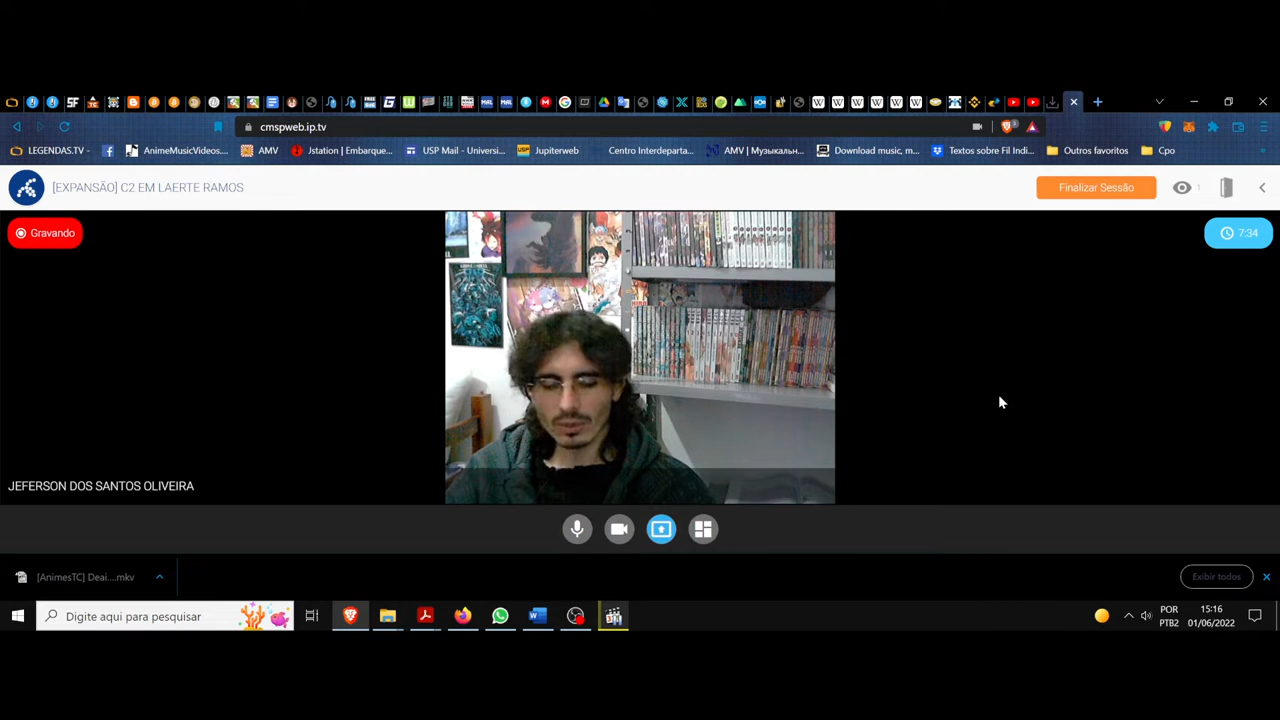 cmspweb.ip.tv
3
LEGENDAS.TV -
AnimeMusicVideos....
AMV
Jstation | Embarque...
USP Mail - Universi...
Jupiterweb
Centro Interdeparta...
AMV | Музыкальн...
Download music, m...
Textos sobre Fil Indi...
Outros favoritos
Cpo
[EXPANSÃO] C2 EM LAERTE RAMOS
Finalizar Sessão
1
Gravando
7:34
JEFERSON DOS SANTOS OLIVEIRA
[AnimesTC] Deai....mkv
Exibir todos
Digite aqui para pesquisar
POR
PTB2
15:16
01/06/2022